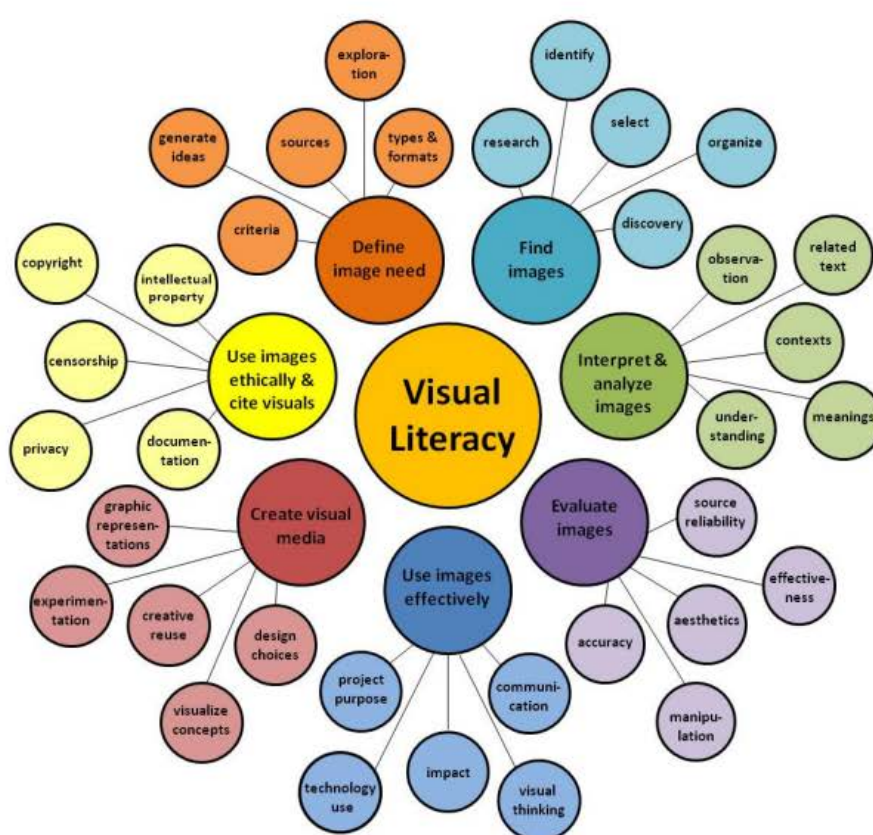 Visual
Literacy
Define
image need
criteria
generate
ideas
sources
explora-
tion
types &
formats
Find
images
research
identify
select
organize
discovery
Interpret &
analyze
images
observa-
tion
related
text
contexts
meanings
under-
standing
Evaluate
images
source
reliability
effective-
ness
aesthetics
manipu-
lation
accuracy
Use images
effectively
communi-
cation
visual
thinking
impact
technology
use
project
purpose
Create visual
media
design
choices
visualize
concepts
creative
reuse
experimen-
tation
graphic
represen-
tations
Use images
ethically &
cite visuals
documen-
tation
privacy
censorship
copyright
intellectual
property